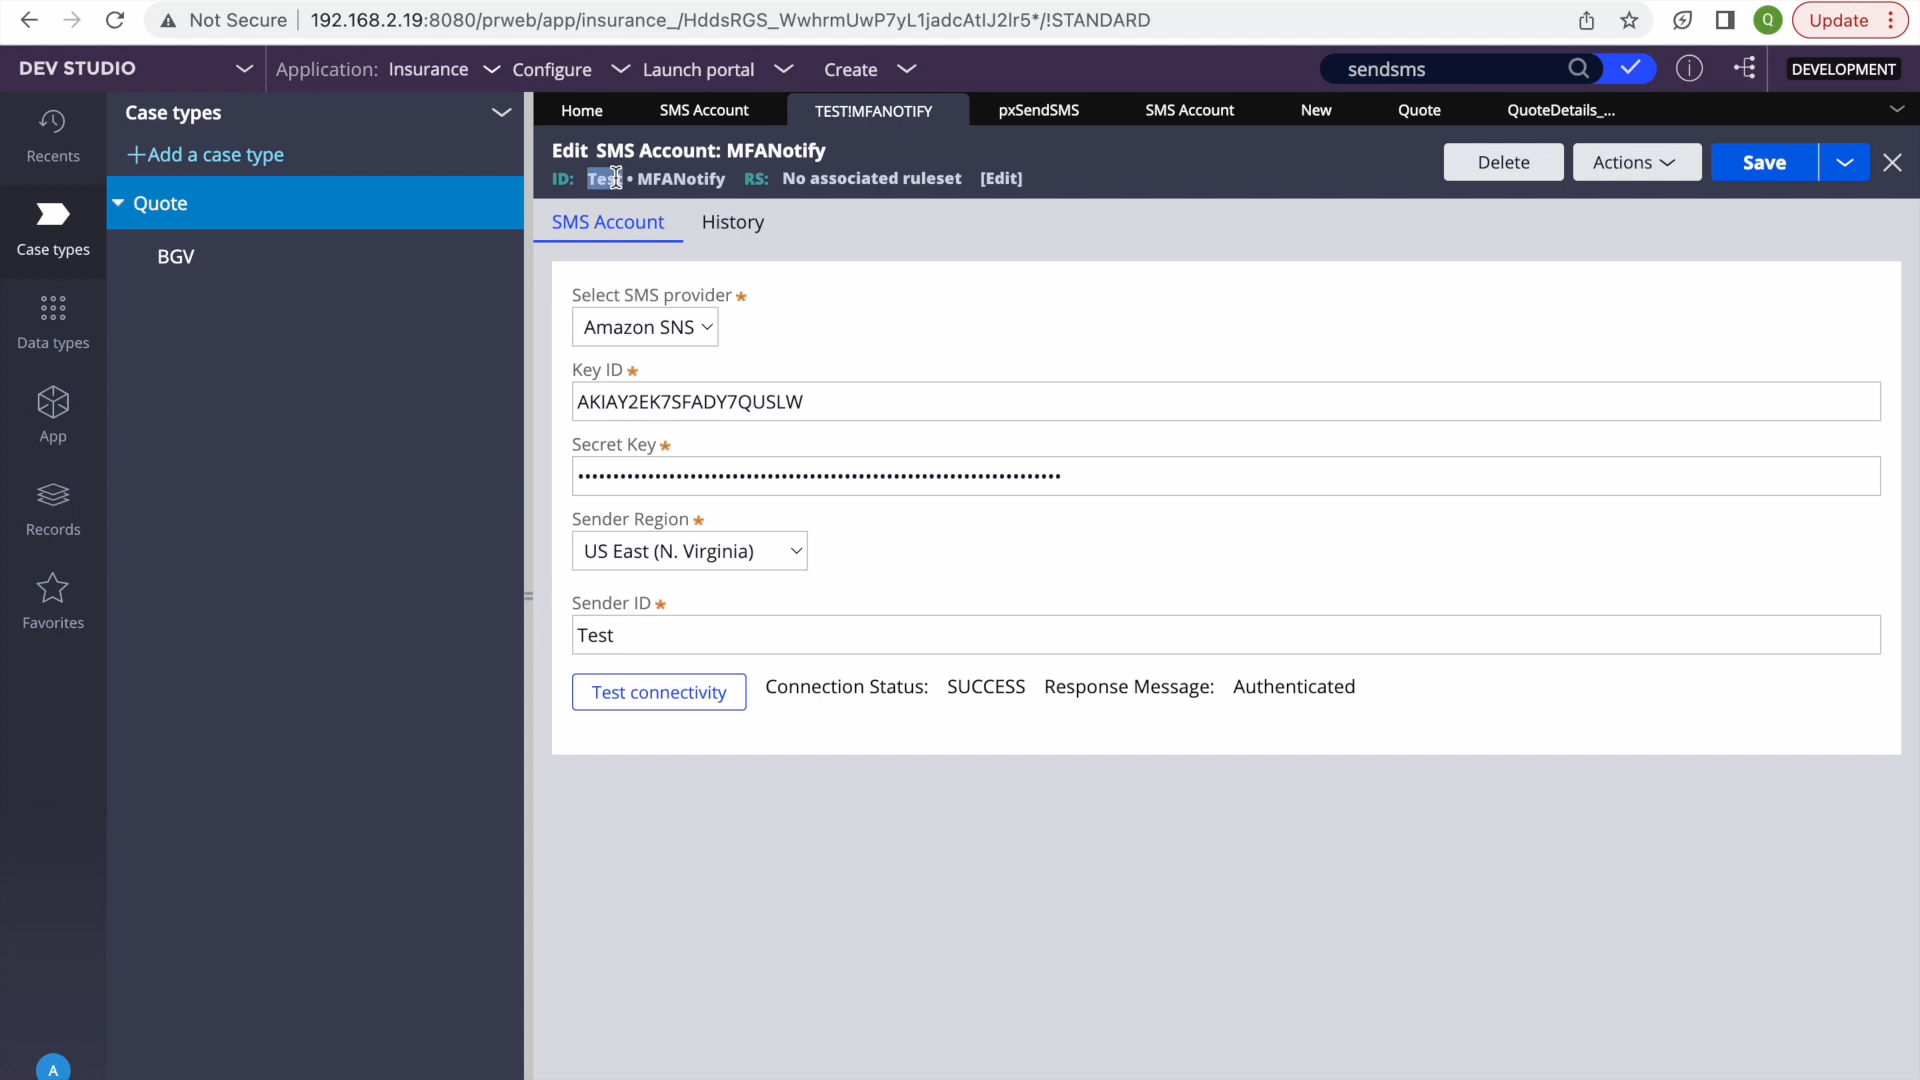 Not Secure 192.168.2.19:8080/prweb/app/insurance_/HddsRGS_WwhrmUwP7yL1jadcAtIJ2lr5*/!STANDARD Q Update
DEV STUDIO Application: Insurance Configure Launch portal Create sendsms DEVELOPMENT
Recents
Case types
Data types
App
Records
Favorites
A
Case types
+Add a case type
Quote
BGV
Home SMS Account TEST!MFANOTIFY pxSendSMS SMS Account New Quote QuoteDetails_...
Edit SMS Account: MFANotify
ID: Test • MFANotify RS: No associated ruleset [Edit]
Delete Actions Save
SMS Account History
Select SMS provider *
Amazon SNS
Key ID *
AKIAY2EK7SFADY7QUSLW
Secret Key *
Sender Region *
US East (N. Virginia)
Sender ID *
Test
Test connectivity Connection Status: SUCCESS Response Message: Authenticated